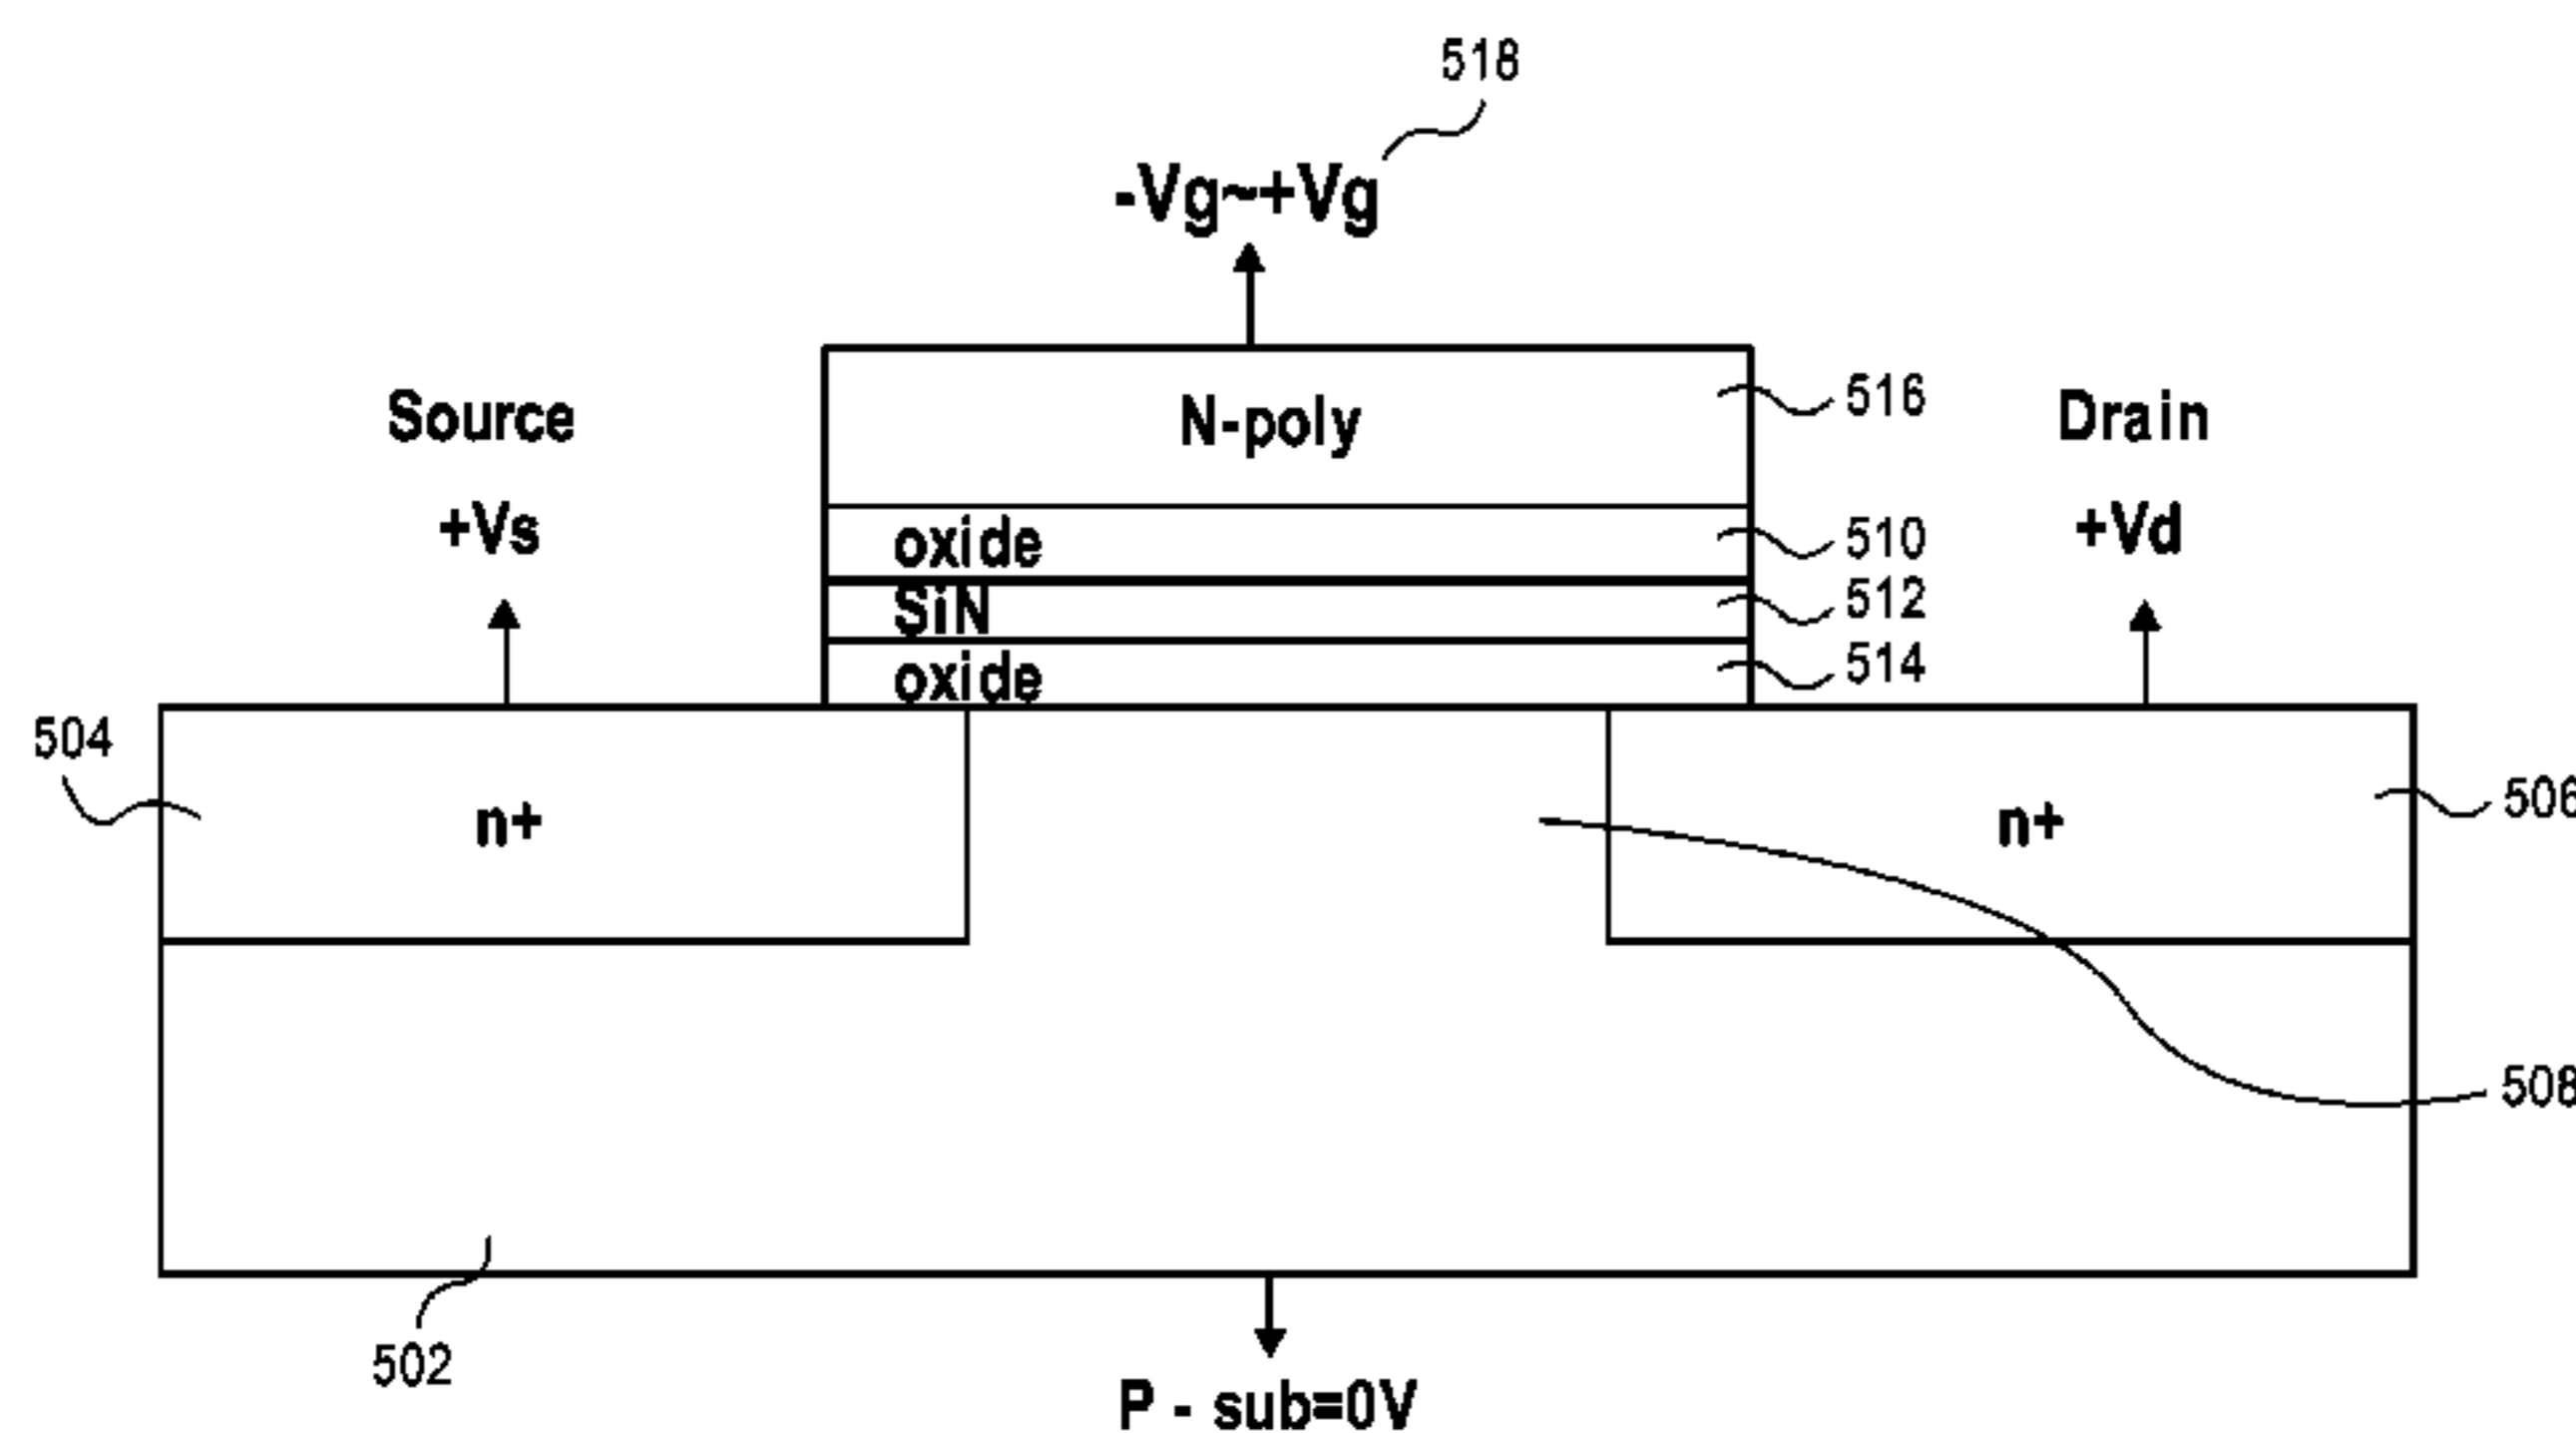 518
-Vg~+Vg
Source
N-poly
516
Drain
+Vs
oxide
510
+Vd
SiN
512
oxide
514
504
n+
n+
506
508
502
P - sub=0V